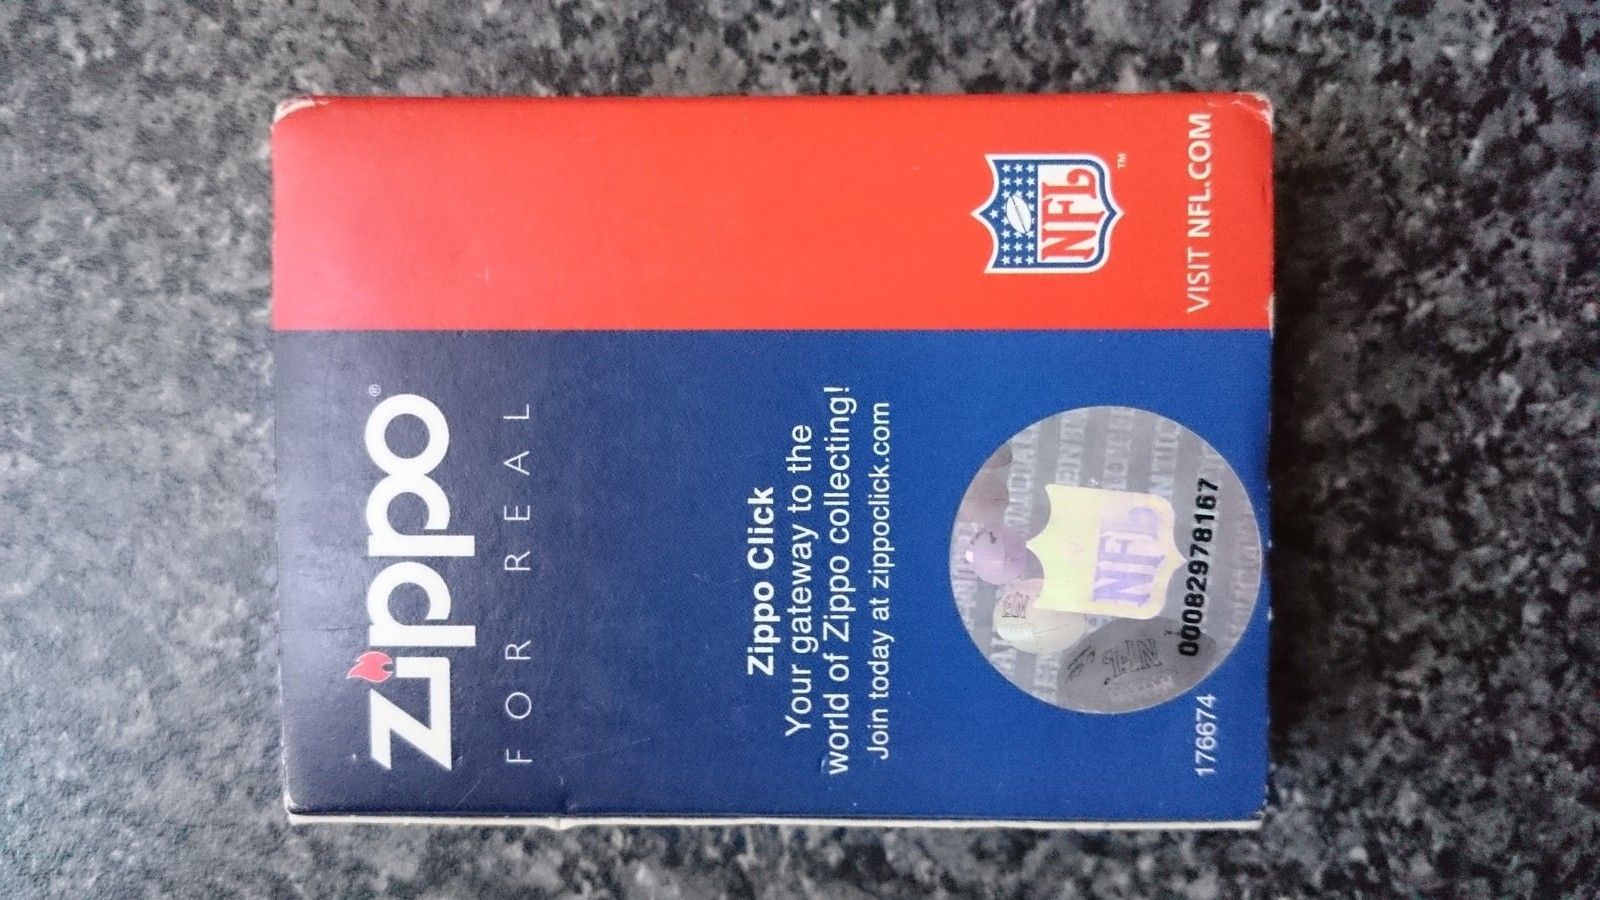 zippo®
FOR REAL
Zippo Click
Your gateway to the
world of Zippo collecting!
Join today at zippoclick.com
NFL
00082978167
176674
NFL™
VISIT NFL.COM